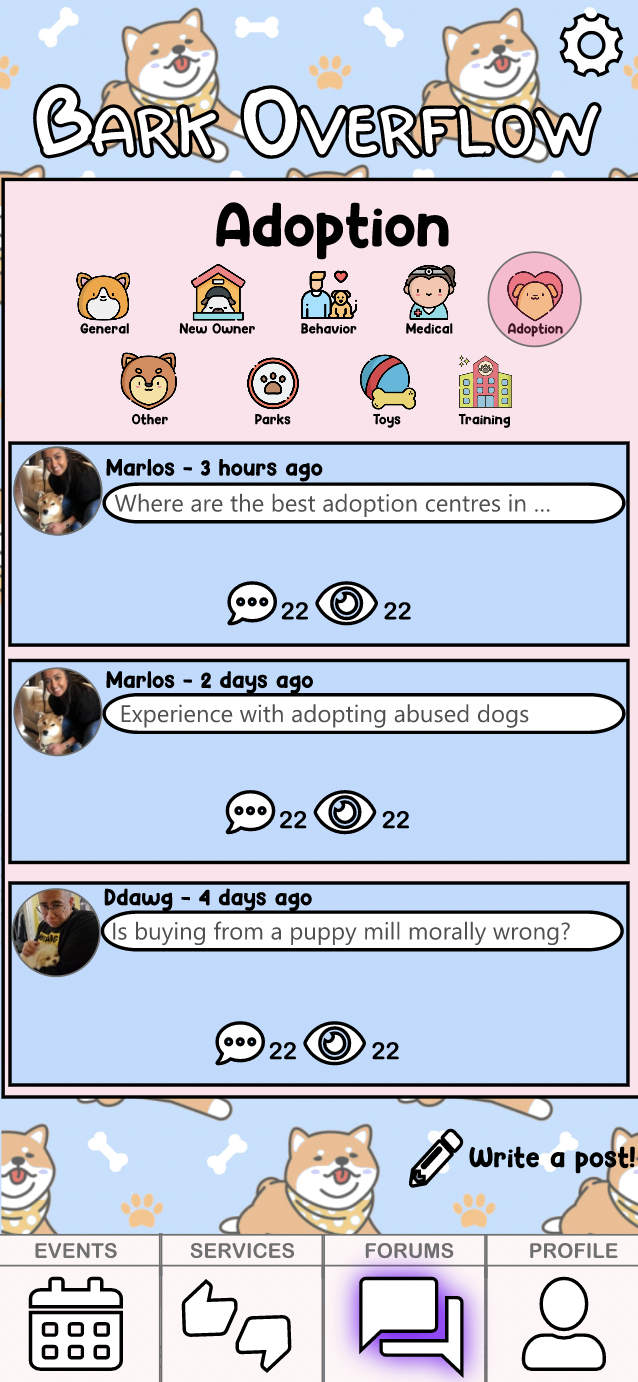 Bark Overflow
Adoption
General New Owner Behavior Medical Adoption
Other Parks Toys Training
Marlos - 3 hours ago
Where are the best adoption centres in ...
22 22
Marlos - 2 days ago
Experience with adopting abused dogs
22 22
Ddawg - 4 days ago
Is buying from a puppy mill morally wrong?
22 22
Write a post!
EVENTS SERVICES FORUMS PROFILE